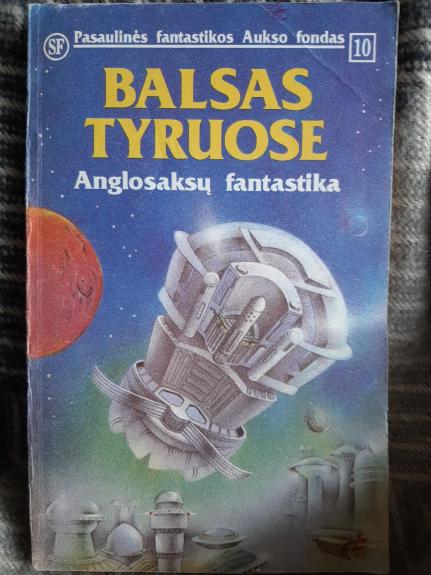 SF Pasaulinės fantastikos Aukso fondas 10
BALSAS
TYRUOSE
Anglosaksų fantastika